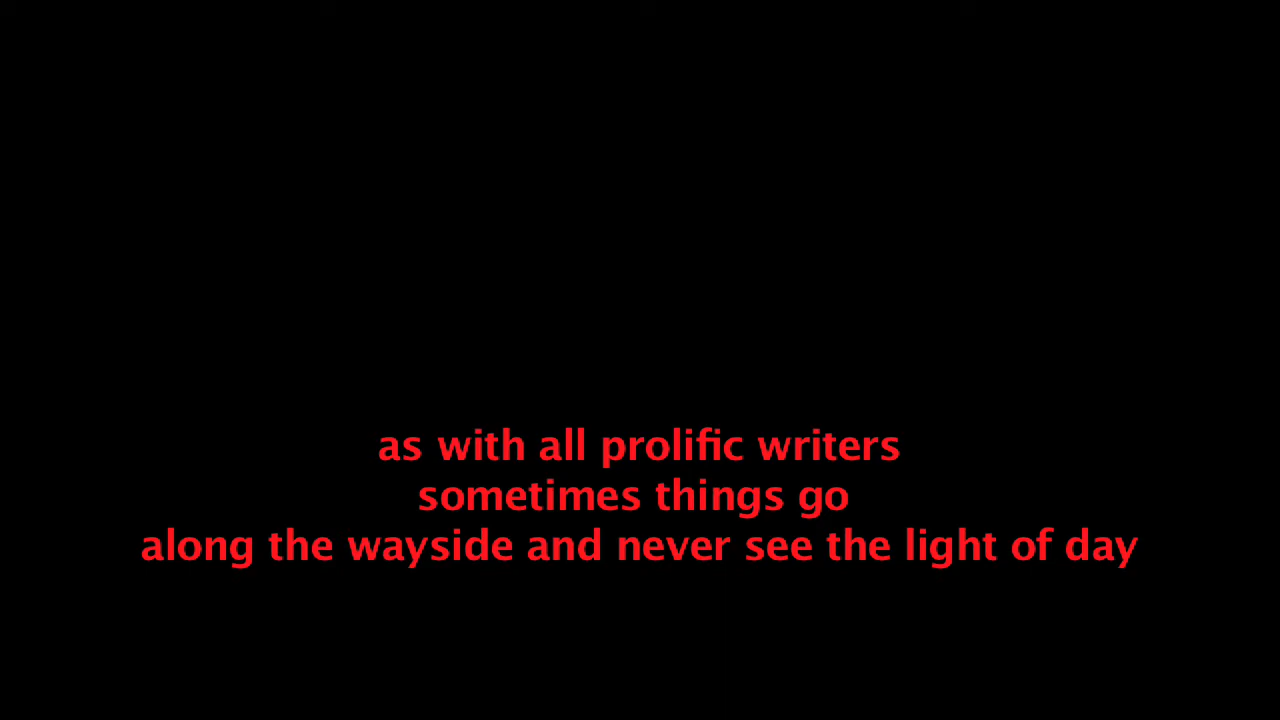 as with all prolific writers
sometimes things go
along the wayside and never see the light of day